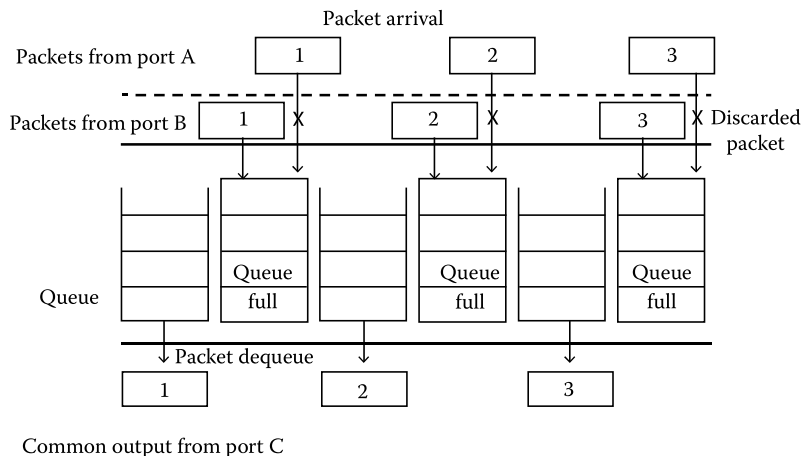 Packet arrival
Packets from port A
1
2
3
Packets from port B
1
X
2
X
3
X
Discarded
packet
Queue
Queue
full
Queue
full
Queue
full
Packet dequeue
1
2
3
Common output from port C